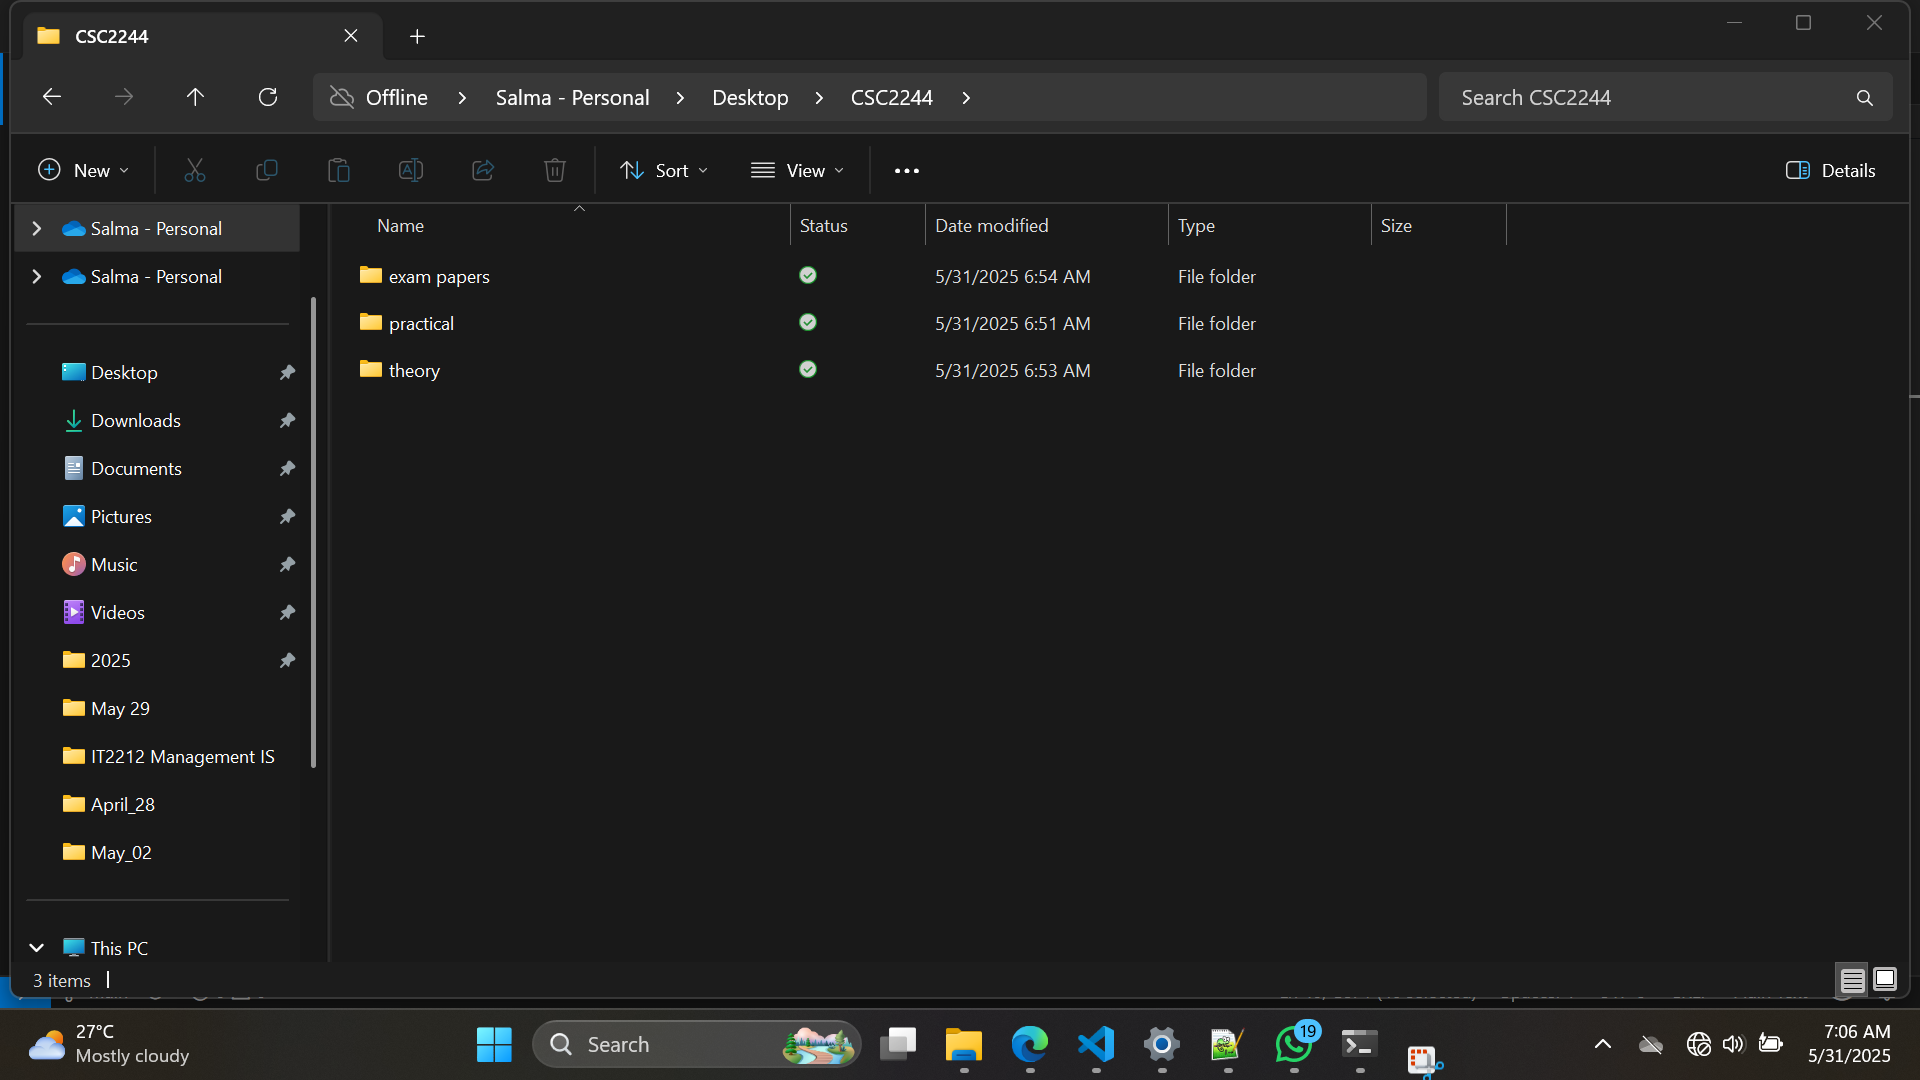 CSC2244
Offline > Salma - Personal > Desktop > CSC2244 >
Search CSC2244
New
Sort
View
Details
Salma - Personal
Salma - Personal
Desktop
Downloads
Documents
Pictures
Music
Videos
2025
May 29
IT2212 Management IS
April_28
May_02
This PC
Name Status Date modified Type Size
exam papers 5/31/2025 6:54 AM File folder
practical 5/31/2025 6:51 AM File folder
theory 5/31/2025 6:53 AM File folder
3 items
27°C
Mostly cloudy
Search
19
7:06 AM
5/31/2025